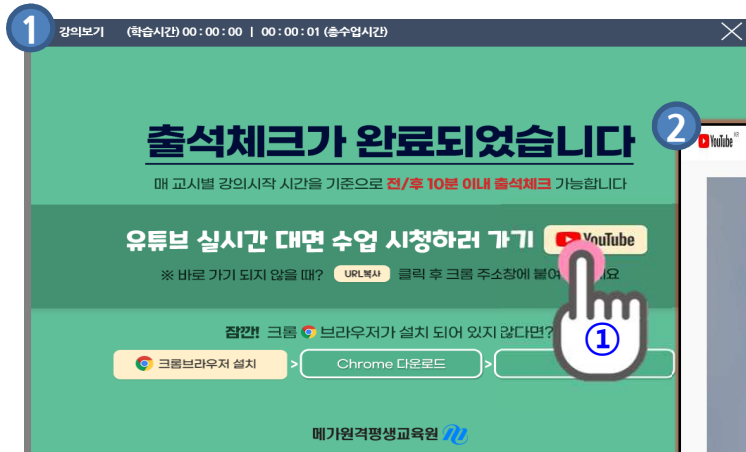 1
강의보기 (학습시간) 00:00:00 | 00:00:01 (총수업시간)
출석체크가 완료되었습니다
매 교시별 강의시작 시간을 기준으로 전/후 10분 이내 출석체크 가능합니다
2
YouTube KR
유튜브 실시간 대면 수업 시청하러 가기 YouTube
※ 바로 가기 되지 않을 때? URL복사 클릭 후 크롬 주소창에 붙여
①
잠깐! 크롬 브라우저가 설치 되어 있지 않다면?
크롬브라우저 설치 > Chrome 다운로드 >
메가원격평생교육원